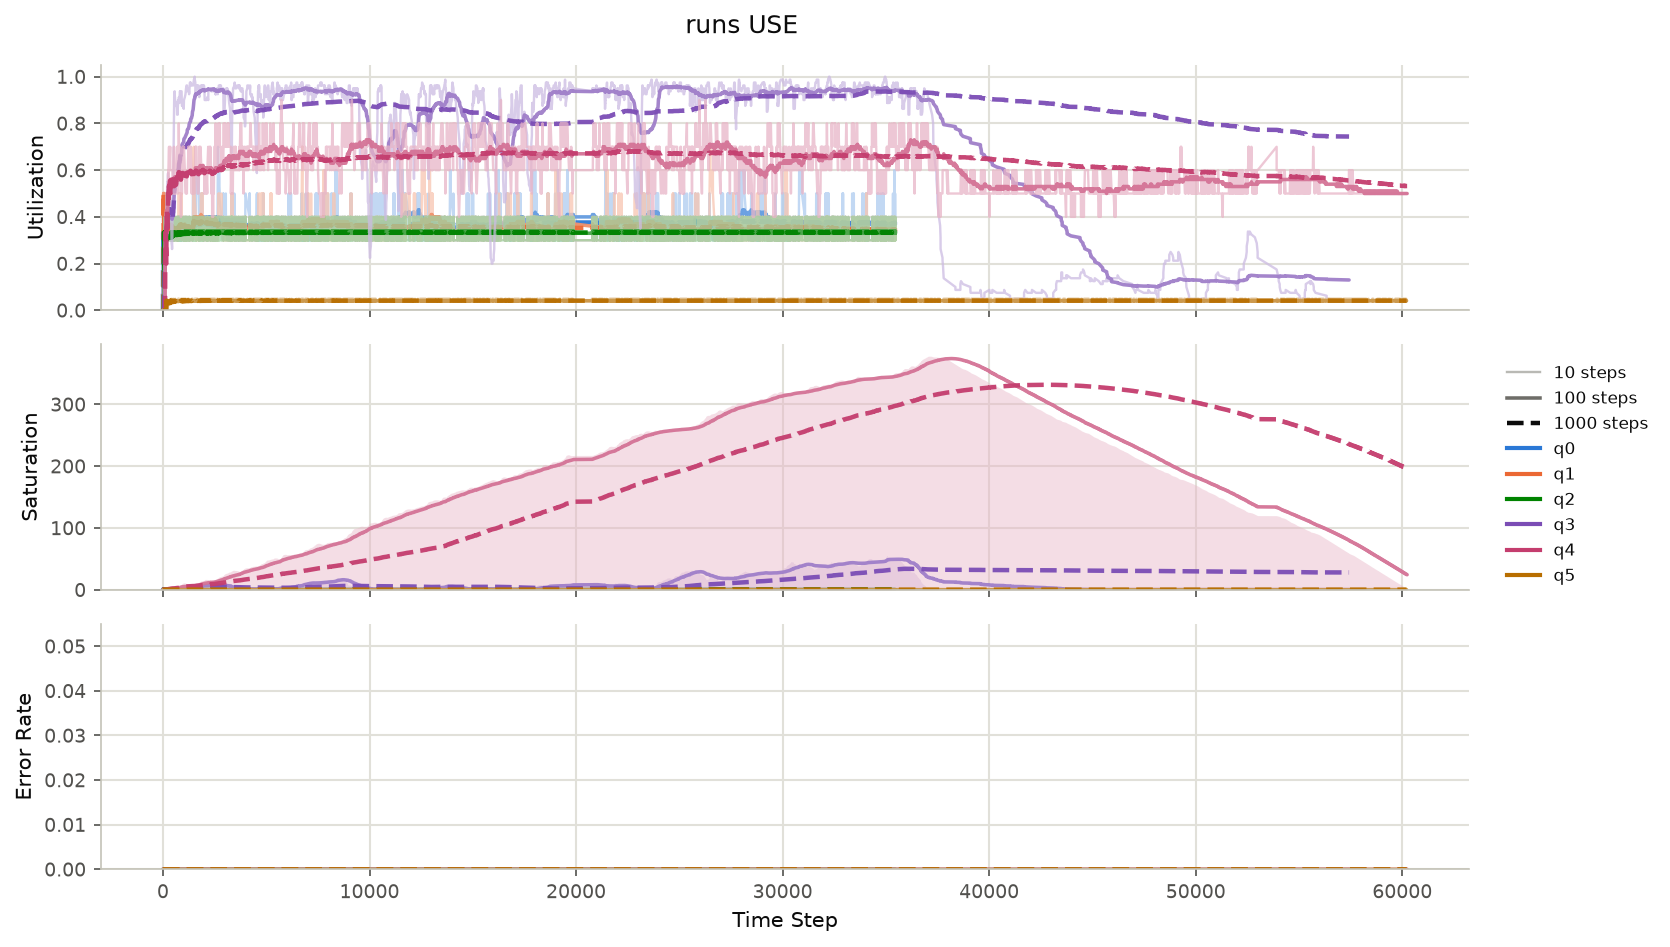 runs USE
Utilization
1.0
0.8
0.6
0.4
0.2
0.0
Saturation
300
200
100
0
Error Rate
0.05
0.04
0.03
0.02
0.01
0.00
0 10000 20000 30000 40000 50000 60000
Time Step
10 steps
100 steps
1000 steps
q0
q1
q2
q3
q4
q5